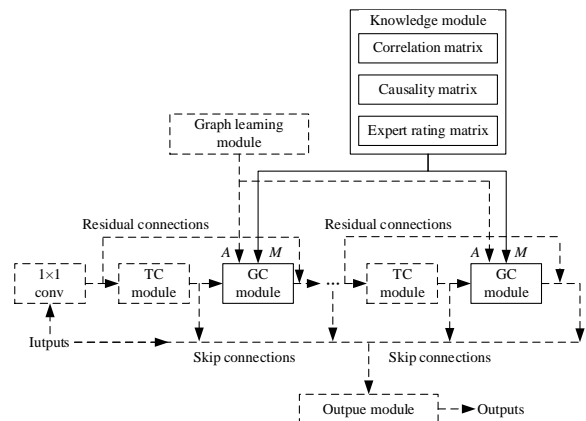 Knowledge module
Correlation matrix
Causality matrix
Expert rating matrix
Graph learning
module
Residual connections
Residual connections
A
M
A
M
1×1
conv
TC
module
GC
module
...
TC
module
GC
module
Iutputs
Skip connections
Skip connections
Outpue module
Outputs